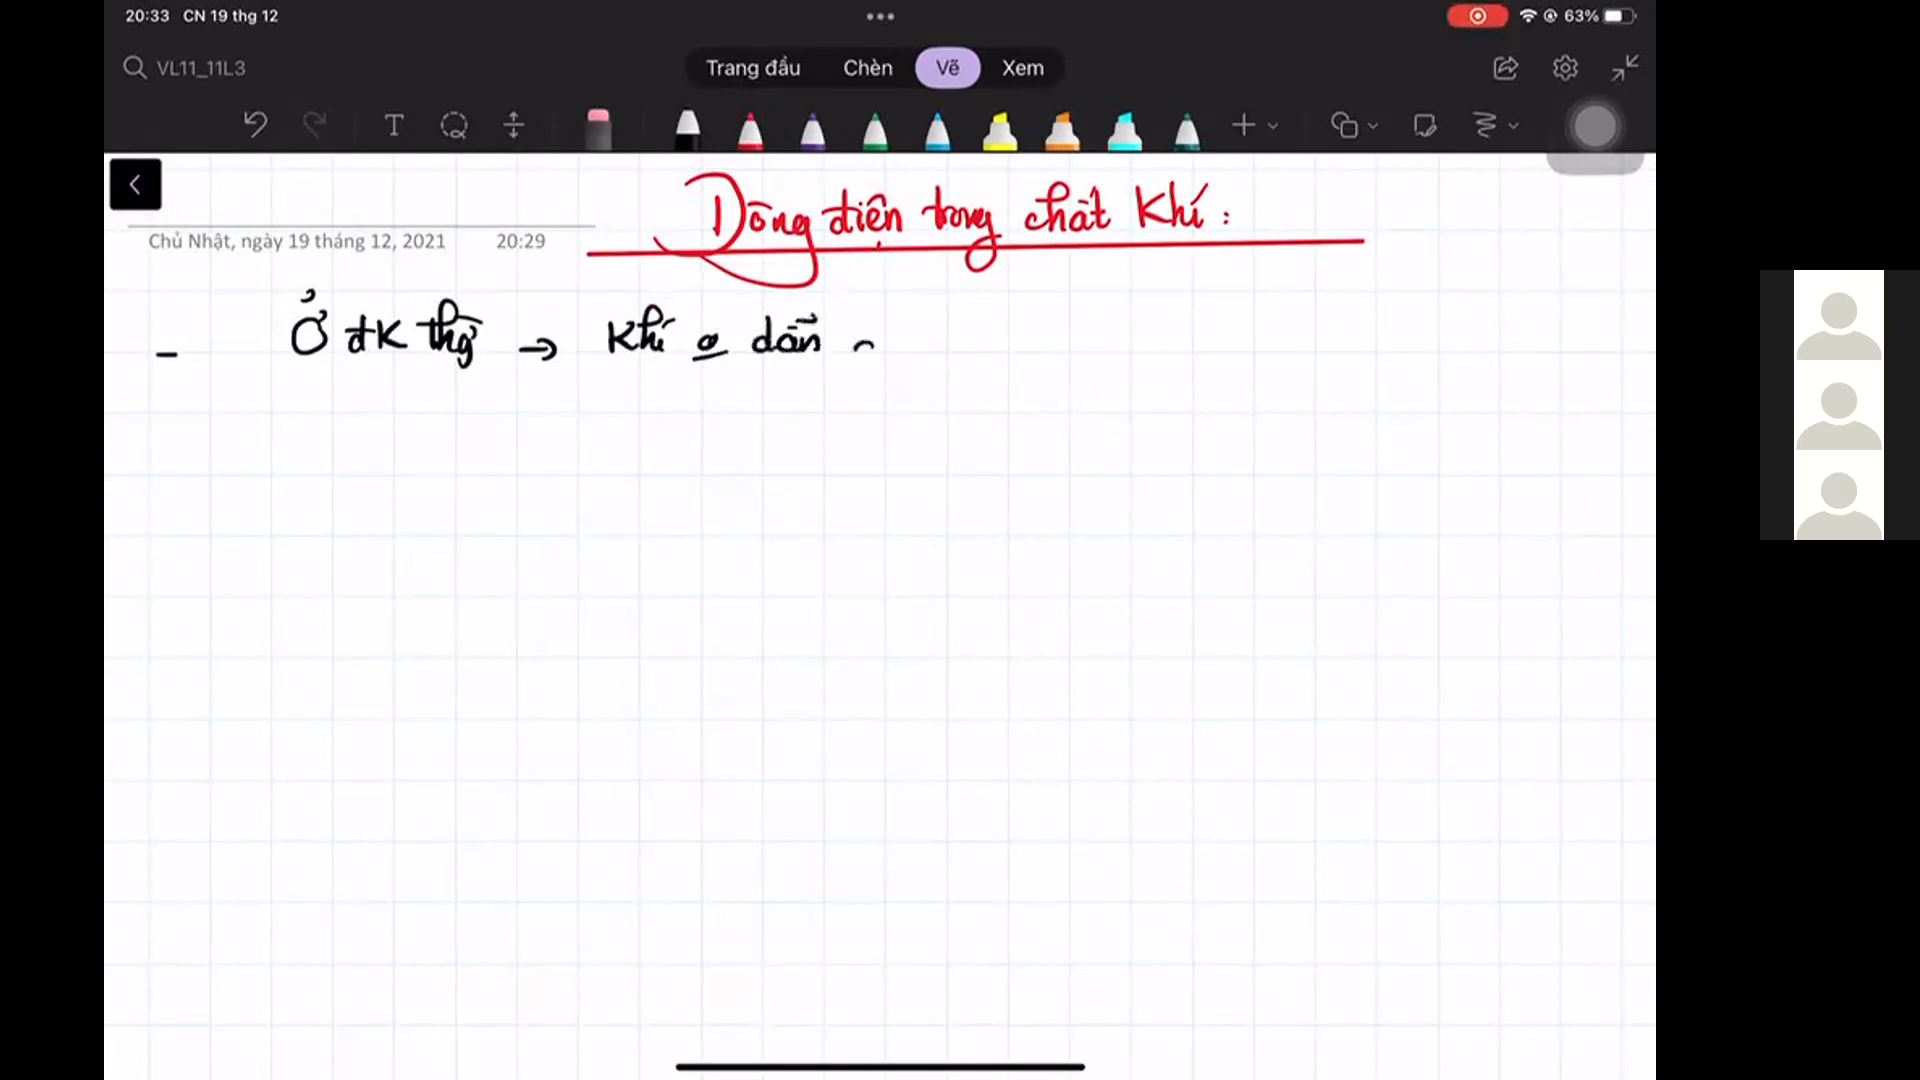 20:33 CN 19 thg 12
63%
VL11_11L3
Trang đầu Chèn Vẽ Xem
T
Dòng điện trong chất Khí :
Chủ Nhật, ngày 19 tháng 12, 2021 20:29
- Ở đK thg → Khí o dẫn